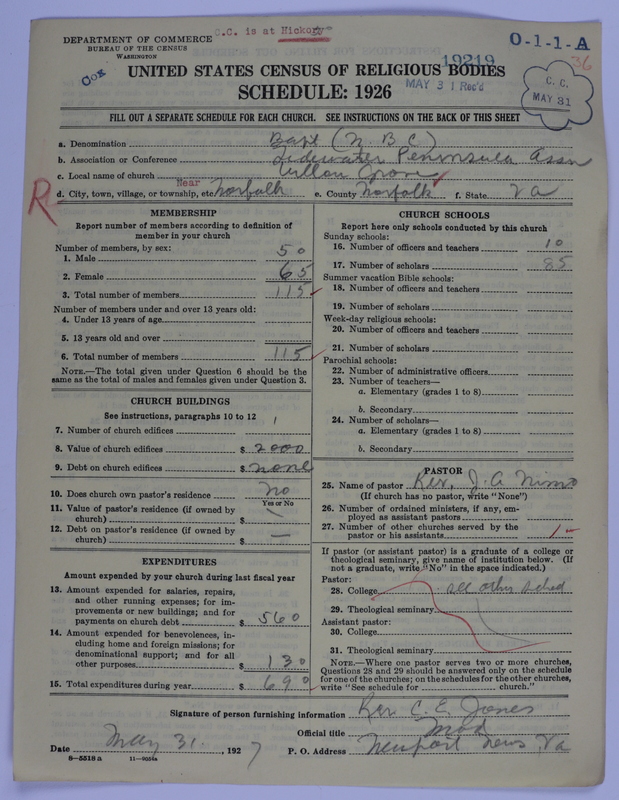 C.C. is at Hickory
DEPARTMENT OF COMMERCE
BUREAU OF THE CENSUS
WASHINGTON
Cox
19219
O-1-1-A
36
MAY 31 Rec'd
C. C.
MAY 31
UNITED STATES CENSUS OF RELIGIOUS BODIES
SCHEDULE: 1926
FILL OUT A SEPARATE SCHEDULE FOR EACH CHURCH. SEE INSTRUCTIONS ON THE BACK OF THIS SHEET
a. Denomination Bapt (N B C)
b. Association or Conference Tidewater Peninsula Assn
c. Local name of church Willow Grove
R
d. City, town, village, or township, etc. Near Norfolk e. County Norfolk f. State Va
MEMBERSHIP
Report number of members according to definition of member in your church
Number of members, by sex:
1. Male 50
2. Female 65
3. Total number of members 115
Number of members under and over 13 years old:
4. Under 13 years of age
5. 13 years old and over
6. Total number of members 115
NOTE.—The total given under Question 6 should be the
same as the total of males and females given under Question 3.
CHURCH BUILDINGS
See instructions, paragraphs 10 to 12
7. Number of church edifices 1
8. Value of church edifices $ 2000
9. Debt on church edifices $ none
10. Does church own pastor's residence No
Yes or No
11. Value of pastor's residence (if owned by
church) $ —
12. Debt on pastor's residence (if owned by
church) $ —
EXPENDITURES
Amount expended by your church during last fiscal year
13. Amount expended for salaries, repairs,
and other running expenses; for im-
provements or new buildings; and for
payments on church debt $ 560
14. Amount expended for benevolences, in-
cluding home and foreign missions; for
denominational support; and for all
other purposes $ 130
15. Total expenditures during year $ 690
CHURCH SCHOOLS
Report here only schools conducted by this church
Sunday schools:
16. Number of officers and teachers 10
17. Number of scholars 85
Summer vacation Bible schools:
18. Number of officers and teachers
19. Number of scholars
Week-day religious schools:
20. Number of officers and teachers
21. Number of scholars
Parochial schools:
22. Number of administrative officers
23. Number of teachers—
a. Elementary (grades 1 to 8)
b. Secondary
24. Number of scholars—
a. Elementary (grades 1 to 8)
b. Secondary
PASTOR
25. Name of pastor Rev. J. A. Nimmo
(If church has no pastor, write "None")
26. Number of ordained ministers, if any, em-
ployed as assistant pastors
27. Number of other churches served by the
pastor or his assistants 1
If pastor (or assistant pastor) is a graduate of a college or
theological seminary, give name of institution below. (If
not a graduate, write "No" in the space indicated.)
Pastor:
28. College see other sched
29. Theological seminary
Assistant pastor:
30. College
31. Theological seminary
NOTE.—Where one pastor serves two or more churches,
Questions 28 and 29 should be answered only on the schedule
for one of the churches; on the schedules for the other churches,
write "See schedule for church."
Signature of person furnishing information Rev. C. E. Jones
Official title Mod
Date May 31. , 1927 P. O. Address Newport News, Va
8-5518 a 11-9054a